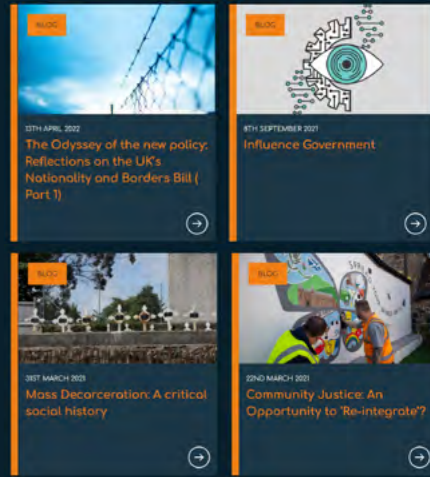 BLOG
13TH APRIL 2022
The Odyssey of the new policy:
Reflections on the UK's
Nationality and Borders Bill (
Part 1)
BLOG
8TH SEPTEMBER 2021
Influence Government
BLOG
31ST MARCH 2021
Mass Decarceration: A critical
social history
BLOG
22ND MARCH 2021
Community Justice: An
Opportunity to "Re-integrate"?